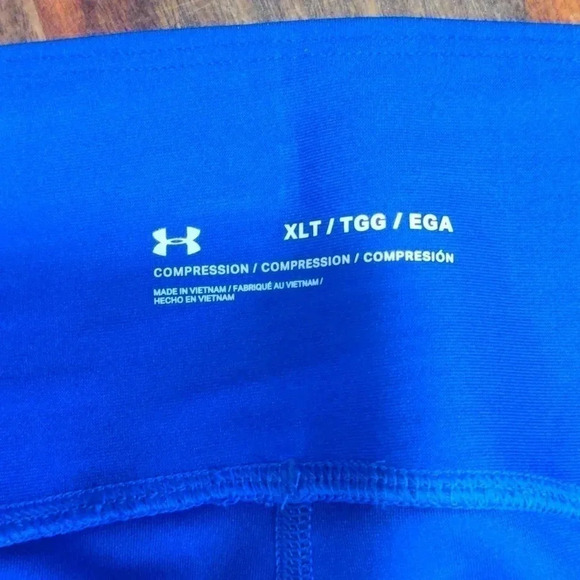 XLT / TGG / EGA
COMPRESSION / COMPRESSION / COMPRESIÓN
MADE IN VIETNAM / FABRIQUÉ AU VIETNAM /
HECHO EN VIETNAM